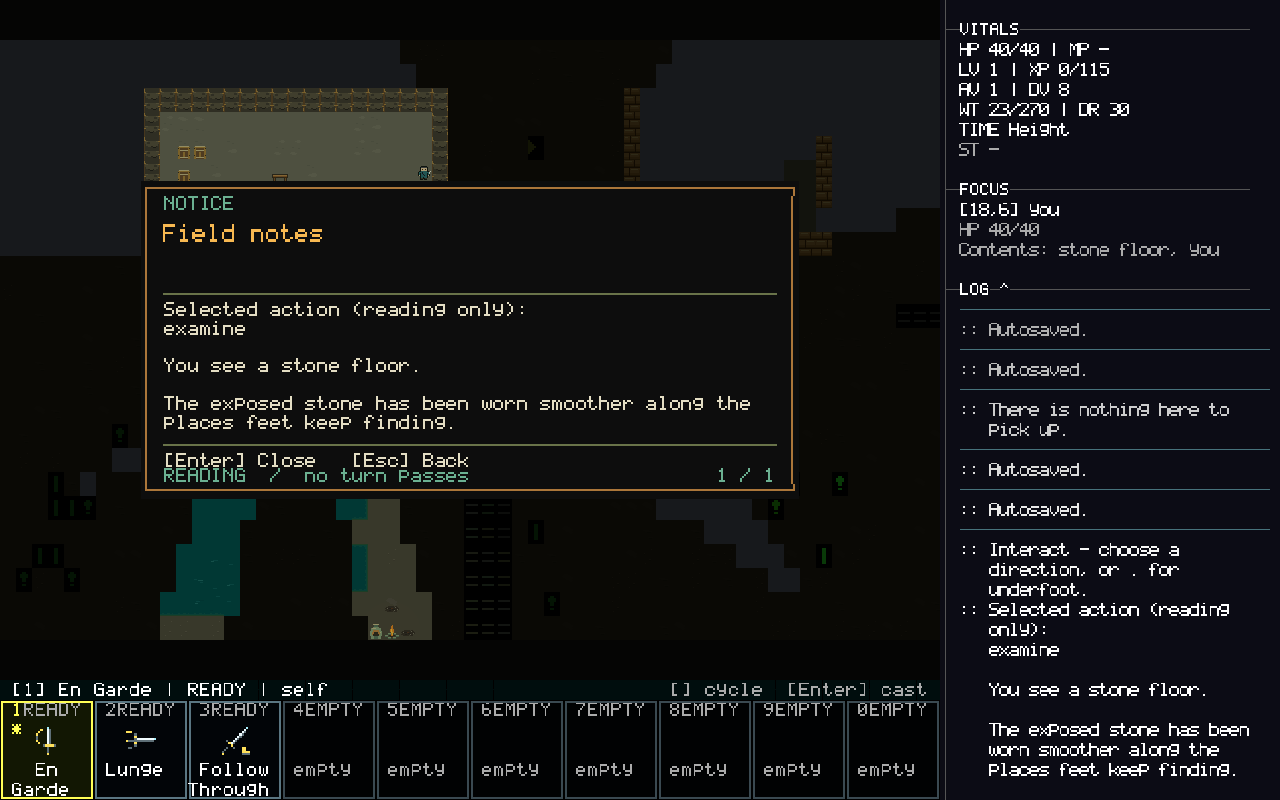 NOTICE
Field notes
Selected action (reading only):
examine
You see a stone floor.
The exposed stone has been worn smoother along the
places feet keep finding.
[Enter] Close [Esc] Back
READING / no turn passes 1 / 1
[1] En Garde | READY | self [] cycle [Enter] cast
1READY 2READY 3READY 4EMPTY 5EMPTY 6EMPTY 7EMPTY 8EMPTY 9EMPTY 0EMPTY
*
En Garde
Lunge
Follow Through
empty empty empty empty empty empty empty
VITALS
HP 40/40 | MP -
LV 1 | XP 0/115
AV 1 | DV 8
WT 23/270 | DR 30
TIME Height
ST -
FOCUS
[18,6] You
HP 40/40
Contents: stone floor, you
LOG ^
:: Autosaved.
:: Autosaved.
:: There is nothing here to
pick up.
:: Autosaved.
:: Autosaved.
:: Interact - choose a
direction, or . for
underfoot.
:: Selected action (reading
only):
examine
You see a stone floor.
The exposed stone has been
worn smoother along the
places feet keep finding.